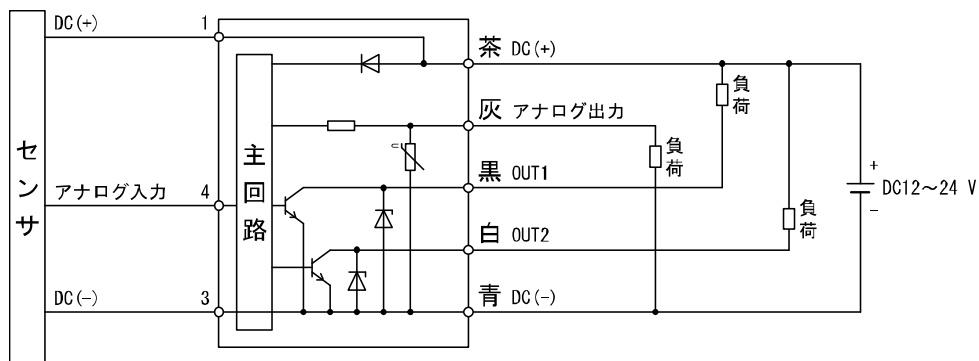 センサ
DC(+)
1
アナログ入力
4
DC(-)
3
主回路
茶 DC(+)
灰 アナログ出力
黒 OUT1
白 OUT2
青 DC(-)
負荷
負荷
負荷
+
DC12～24 V
-